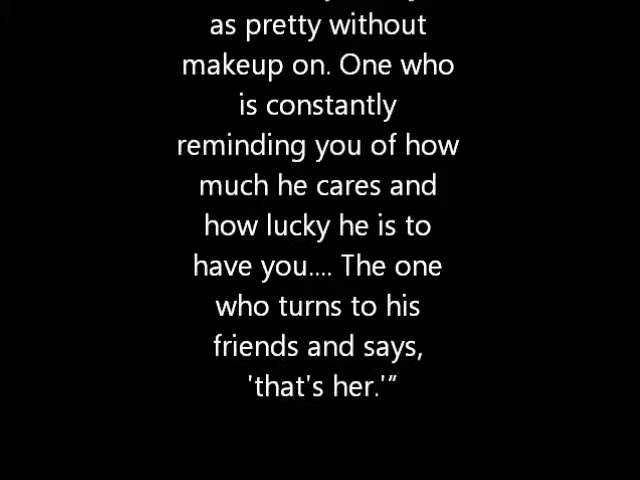 as pretty without
makeup on. One who
is constantly
reminding you of how
much he cares and
how lucky he is to
have you.... The one
who turns to his
friends and says,
'that's her.'”